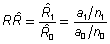 RR̂ = R̂₁/R̂₀ = (a₁/n₁)/(a₀/n₀)